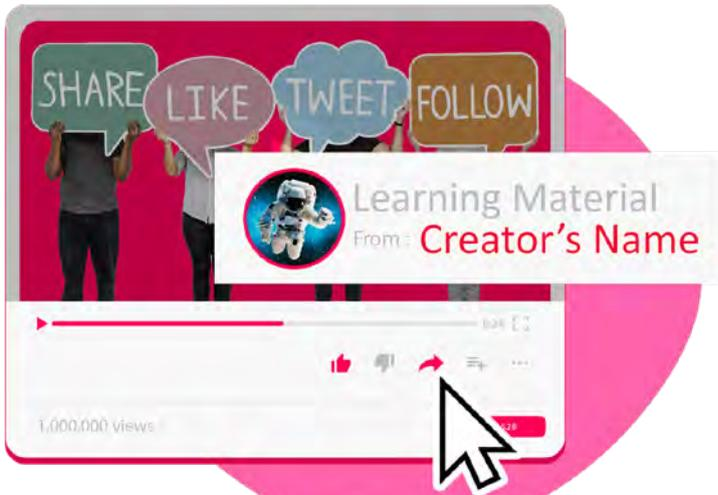 SHARE
LIKE
TWEET
FOLLOW
Learning Material
From : Creator's Name
1.000.000 views